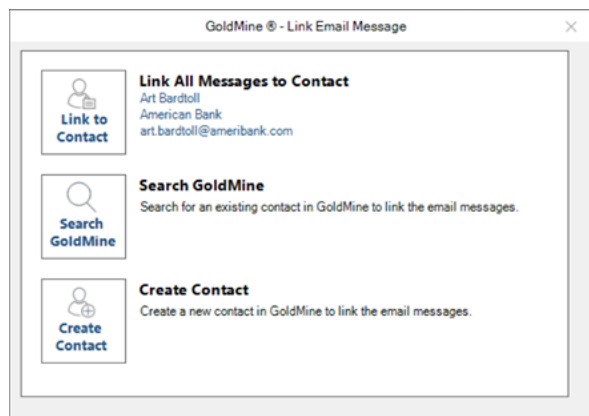 GoldMine ® - Link Email Message
Link All Messages to Contact
Art Bardtoll
American Bank
art.bardtoll@ameribank.com
Link to
Contact
Search GoldMine
Search for an existing contact in GoldMine to link the email messages.
Search
GoldMine
Create Contact
Create a new contact in GoldMine to link the email messages.
Create
Contact